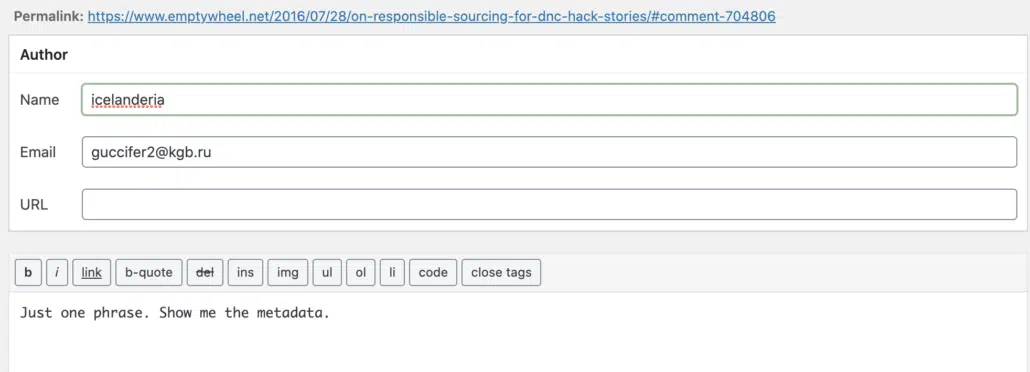 Permalink: https://www.emptywheel.net/2016/07/28/on-responsible-sourcing-for-dnc-hack-stories/#comment-704806
Author
Name icelanderia
Email guccifer2@kgb.ru
URL
b i link b-quote del ins img ul ol li code close tags
Just one phrase. Show me the metadata.